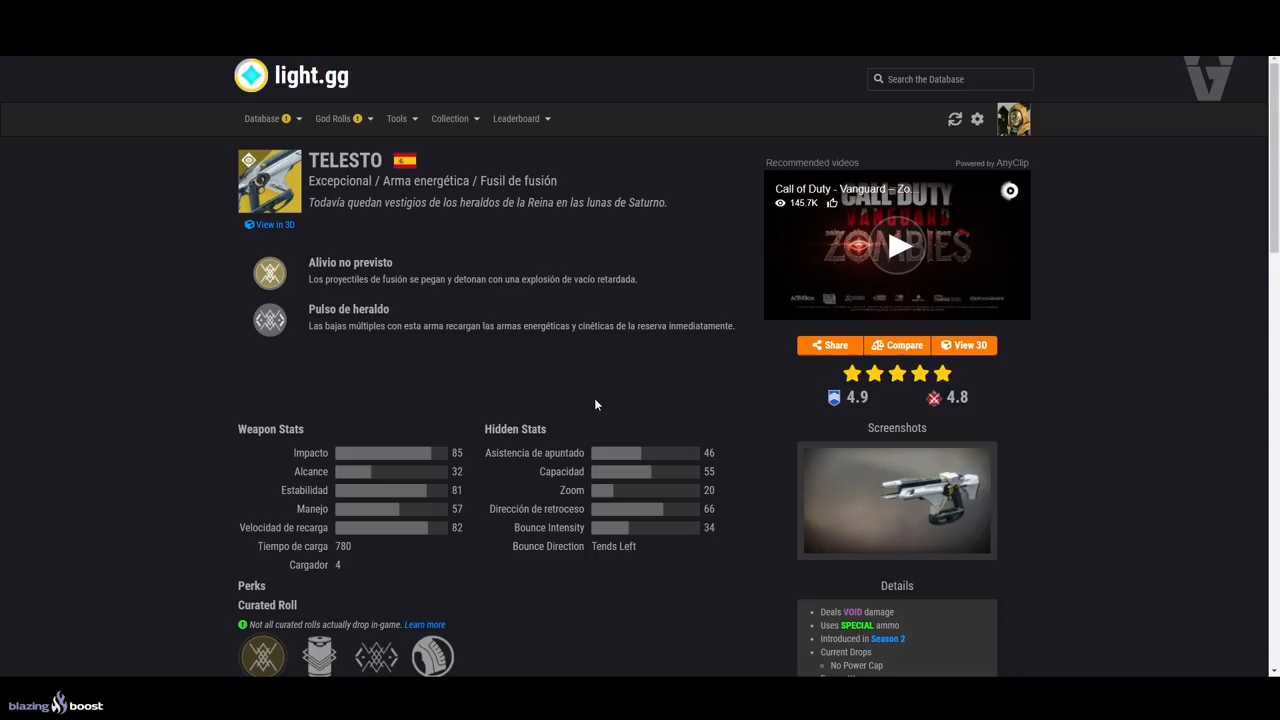 light.gg
Search the Database
Database
God Rolls
Tools
Collection
Leaderboard
TELESTO
Excepcional / Arma energética / Fusil de fusión
Todavía quedan vestigios de los heraldos de la Reina en las lunas de Saturno.
View in 3D
Alivio no previsto
Los proyectiles de fusión se pegan y detonan con una explosión de vacío retardada.
Pulso de heraldo
Las bajas múltiples con esta arma recargan las armas energéticas y cinéticas de la reserva inmediatamente.
Recommended videos
Powered by AnyClip
Call of Duty - Vanguard – Zo...
145.7K
CALL DUTY
VANGUARD
ZOMBIES
Share
Compare
View 3D
4.9
4.8
Screenshots
Weapon Stats
Impacto 85
Alcance 32
Estabilidad 81
Manejo 57
Velocidad de recarga 82
Tiempo de carga 780
Cargador 4
Hidden Stats
Asistencia de apuntado 46
Capacidad 55
Zoom 20
Dirección de retroceso 66
Bounce Intensity 34
Bounce Direction Tends Left
Perks
Curated Roll
Not all curated rolls actually drop in-game. Learn more
Details
Deals VOID damage
Uses SPECIAL ammo
Introduced in Season 2
Current Drops
No Power Cap
blazing boost